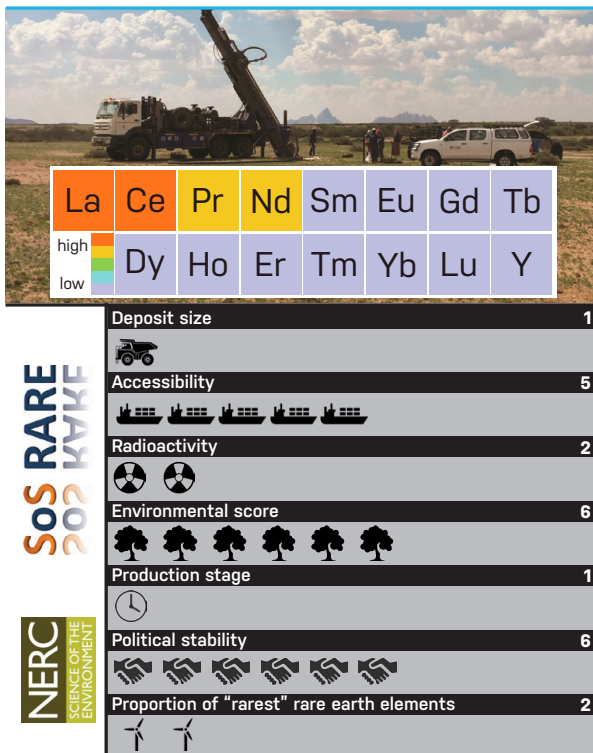 La Ce Pr Nd Sm Eu Gd Tb
high
low
Dy Ho Er Tm Yb Lu Y
Deposit size 1
Accessibility 5
Radioactivity 2
Environmental score 6
Production stage 1
Political stability 6
Proportion of “rarest” rare earth elements 2
SoS RARE
NERC
SCIENCE OF THE
ENVIRONMENT